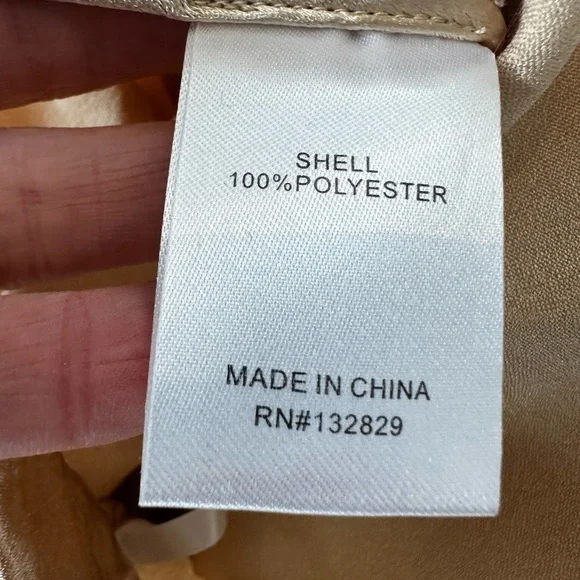 SHELL
100%POLYESTER
MADE IN CHINA
RN#132829